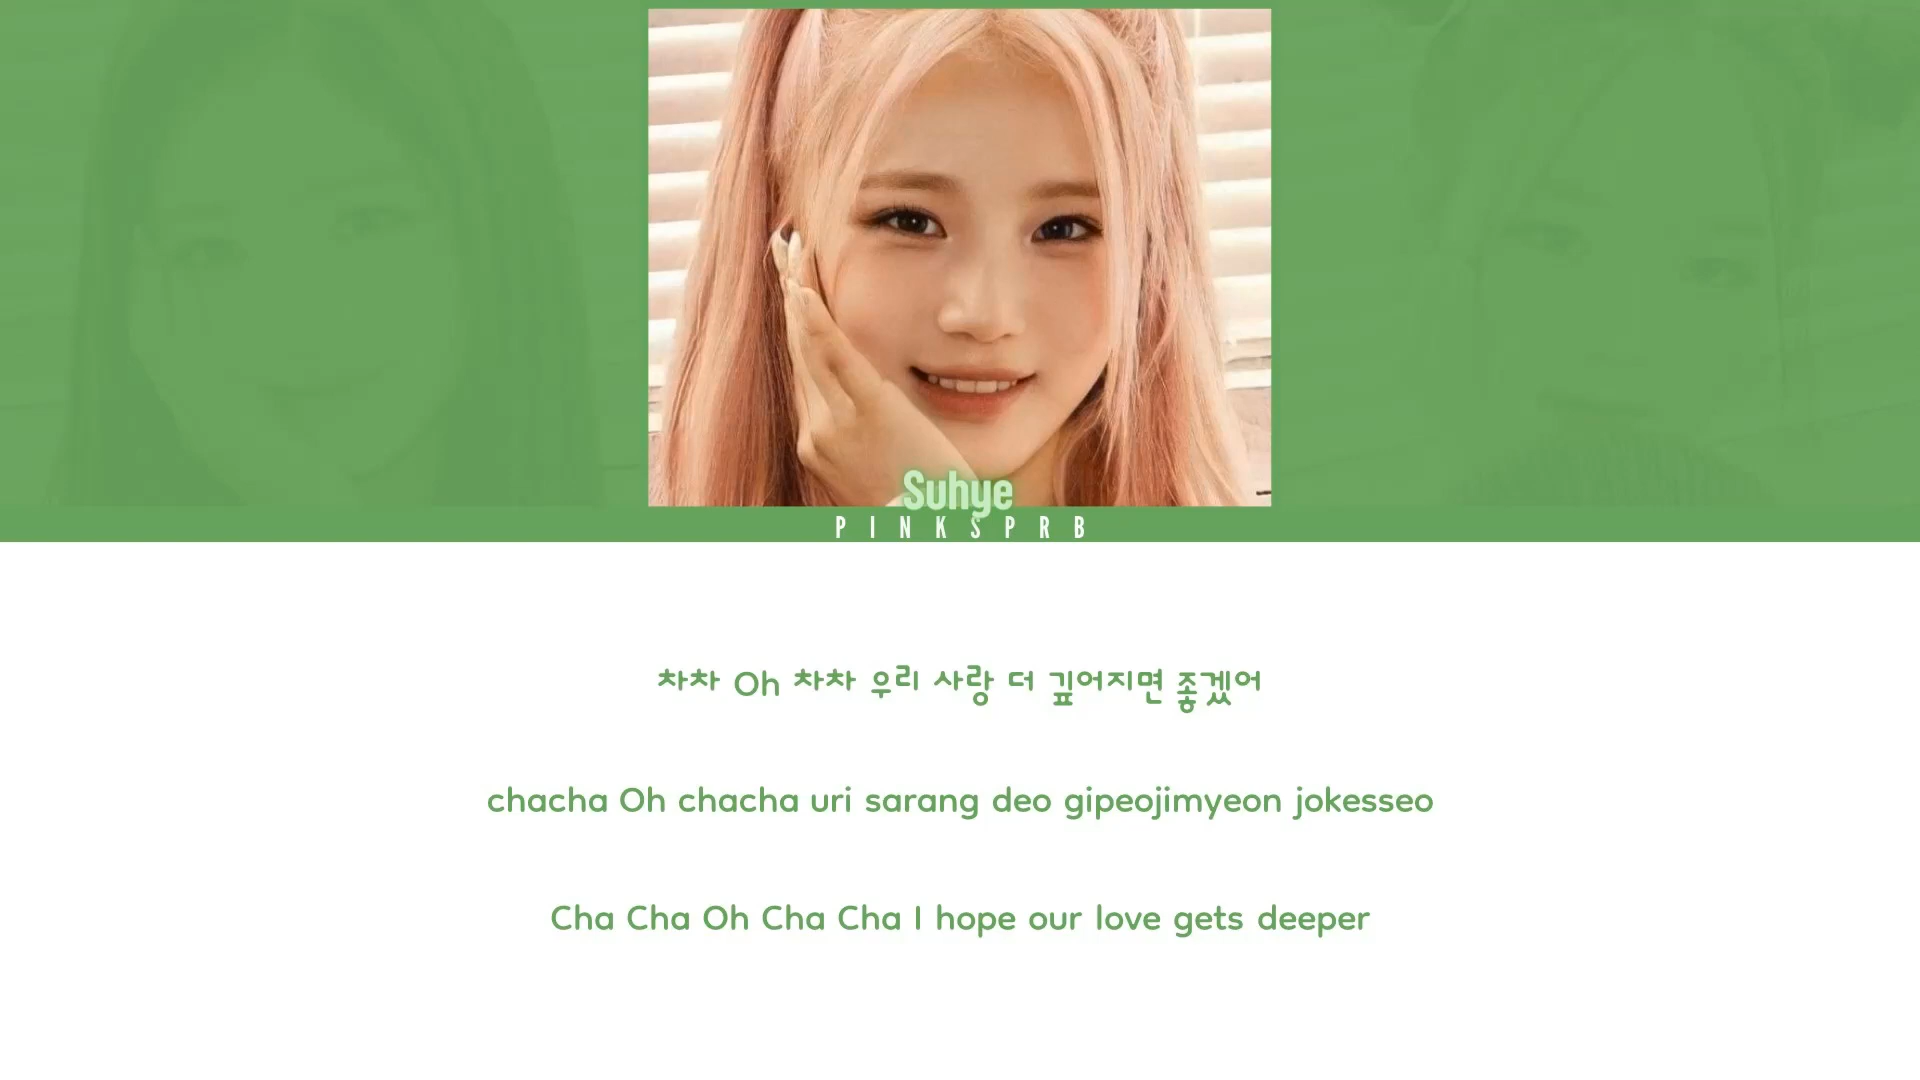 Suhye
PINKSPRB
차차 Oh 차차 우리 사랑 더 깊어지면 좋겠어
chacha Oh chacha uri sarang deo gipeojimyeon jokesseo
Cha Cha Oh Cha Cha I hope our love gets deeper